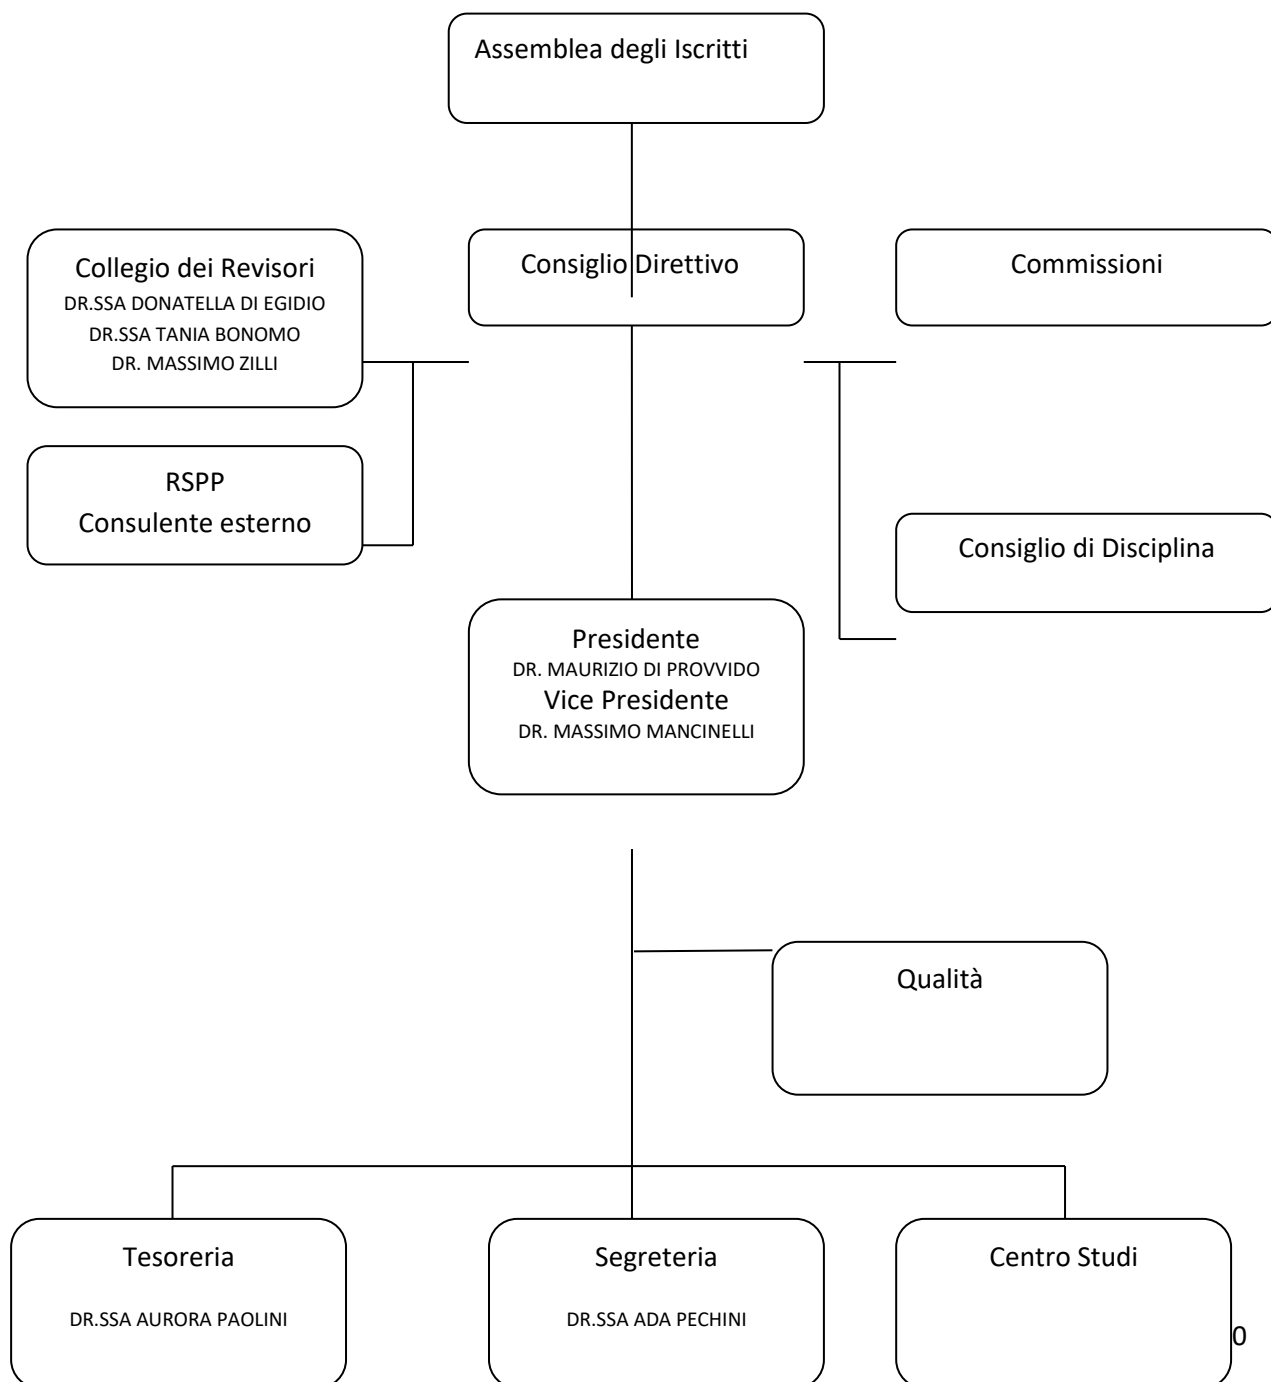 Assemblea degli Iscritti
Collegio dei Revisori
DR.SSA DONATELLA DI EGIDIO
DR.SSA TANIA BONOMO
DR. MASSIMO ZILLI
Consiglio Direttivo
Commissioni
RSPP
Consulente esterno
Consiglio di Disciplina
Presidente
DR. MAURIZIO DI PROVVIDO
Vice Presidente
DR. MASSIMO MANCINELLI
Qualità
Tesoreria
DR.SSA AURORA PAOLINI
Segreteria
DR.SSA ADA PECHINI
Centro Studi
0